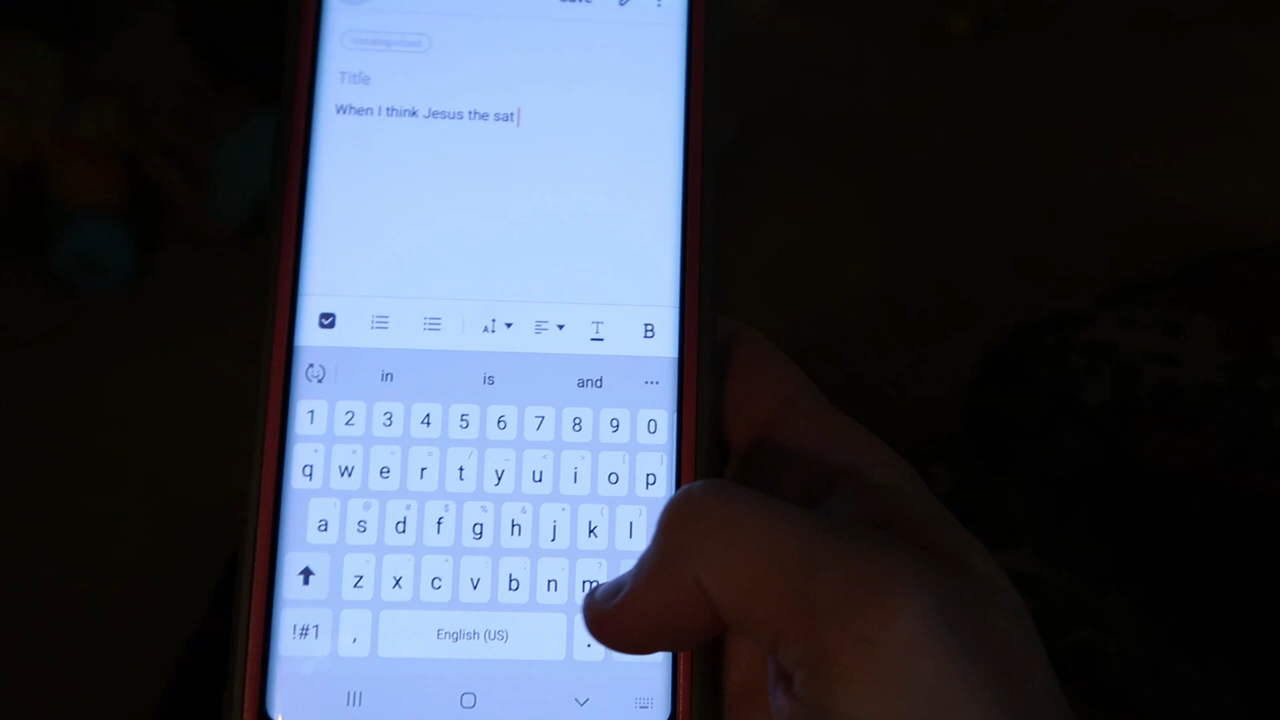 Uncategorized
Title
When I think Jesus the sat
T B
in is and ...
1 2 3 4 5 6 7 8 9 0
q w e r t y u i o p
a s d f g h j k l
z x c v b n m
!#1 , English (US) .